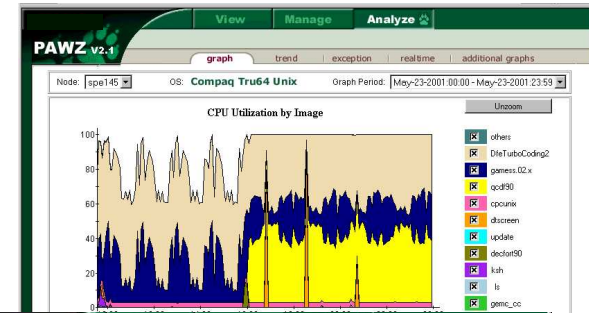 View Manage Analyze
PAWZ V2.1
graph trend exception realtime additional graphs
Node: spe145 OS: Compaq Tru64 Unix Graph Period: May-23-2001:00:00 - May-23-2001:23:59
CPU Utilization by Image Unzoom
100
80
60
40
20
others
DfeTurboCoding2
gamess.02.x
qcdf90
cpcunix
dtscreen
update
decfort90
ksh
ls
gemc_cc